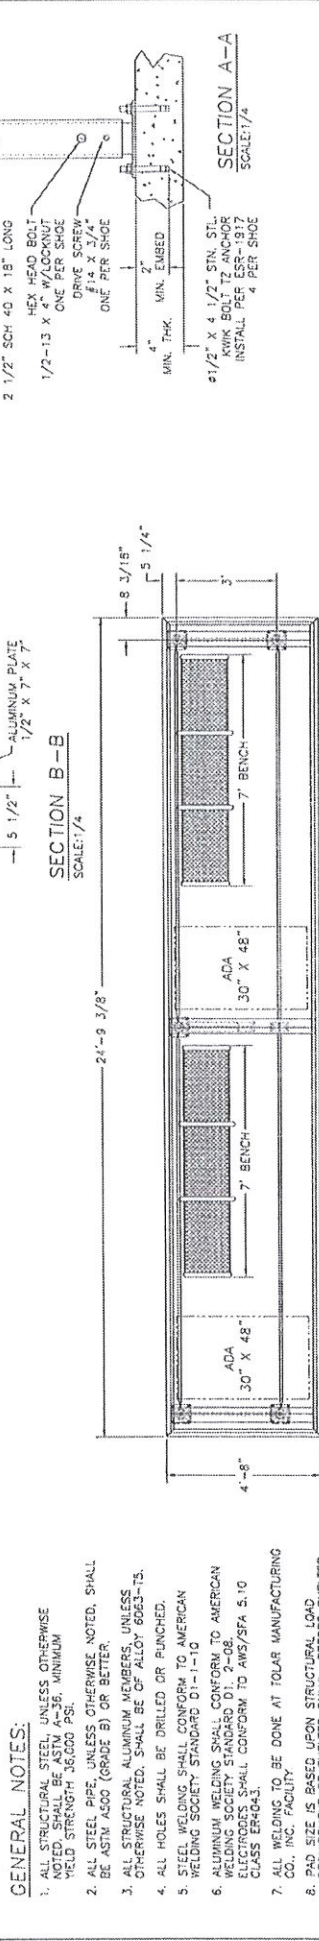 GENERAL NOTES:
1. ALL STRUCTURAL STEEL, UNLESS OTHERWISE
NOTED, SHALL BE ASTM A-36, MINIMUM
YIELD STRENGTH 36,000 PSI.
2. ALL STEEL PIPE, UNLESS OTHERWISE NOTED, SHALL
BE ASTM A500 (GRADE B) OR BETTER.
3. ALL STRUCTURAL ALUMINUM MEMBERS, UNLESS
OTHERWISE NOTED, SHALL BE OF ALLOY 6063-T5.
4. ALL HOLES SHALL BE DRILLED OR PUNCHED.
5. STEEL WELDING SHALL CONFORM TO AMERICAN
WELDING SOCIETY STANDARD D1-1-10
6. ALUMINUM WELDING SHALL CONFORM TO AMERICAN
WELDING SOCIETY STANDARD D1. 2-08.
ELECTRODES SHALL CONFORM TO AWS/SFA 5.10
CLASS ER4043.
7. ALL WELDING TO BE DONE AT TOLAR MANUFACTURING
CO., INC. FACILITY
8. PAD SIZE IS BASED UPON STRUCTURAL LOAD
5 1/2"
ALUMINUM PLATE
1/2" X 7" X 7"
SECTION B-B
SCALE:1/4
24'-9 3/8"
8 3/16"
5 1/4"
4'-8"
3'
ADA
30" X 48"
7' BENCH
ADA
30" X 48"
7' BENCH
2 1/2" SCH 40 X 18" LONG
HEX HEAD BOLT
1/2-13 X 4" W/LOCKNUT
ONE PER SHOE
DRIVE SCREW
#14 X 3/4"
ONE PER SHOE
4"
MIN. THK.
2"
MIN. EMBED
ø1/2" X 4 1/2" STN. STL.
KWIK BOLT TZ ANCHOR
INSTALL PER ESR-1917
4 PER SHOE
SECTION A-A
SCALE:1/4